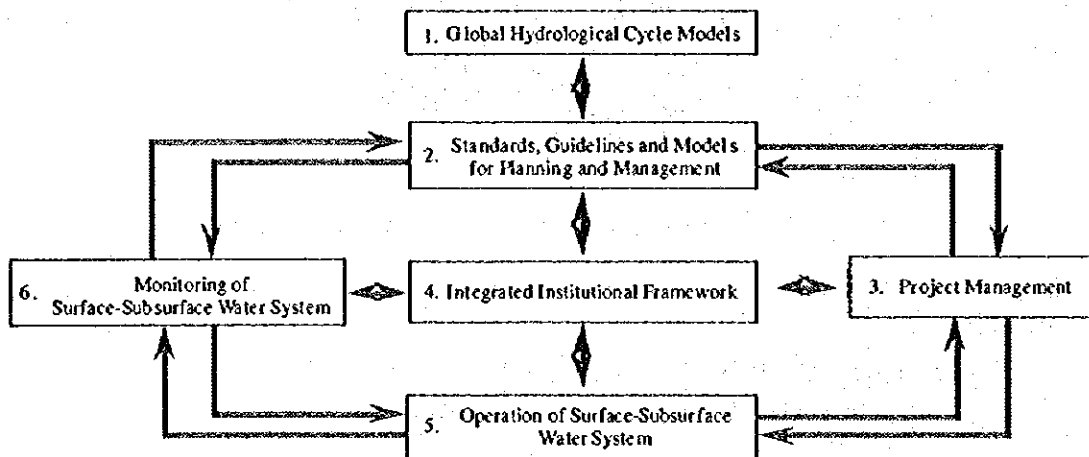 1. Global Hydrological Cycle Models
2. Standards, Guidelines and Models
for Planning and Management
6. Monitoring of
Surface-Subsurface Water System
4. Integrated Institutional Framework
3. Project Management
5. Operation of Surface-Subsurface
Water System